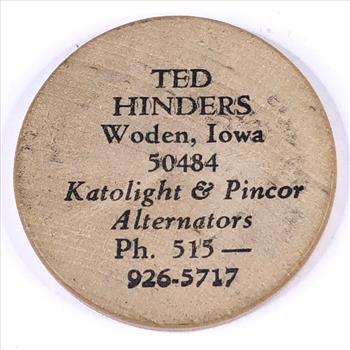 TED
HINDERS
Woden, Iowa
50484
Katolight & Pincor
Alternators
Ph. 515 —
926-5717